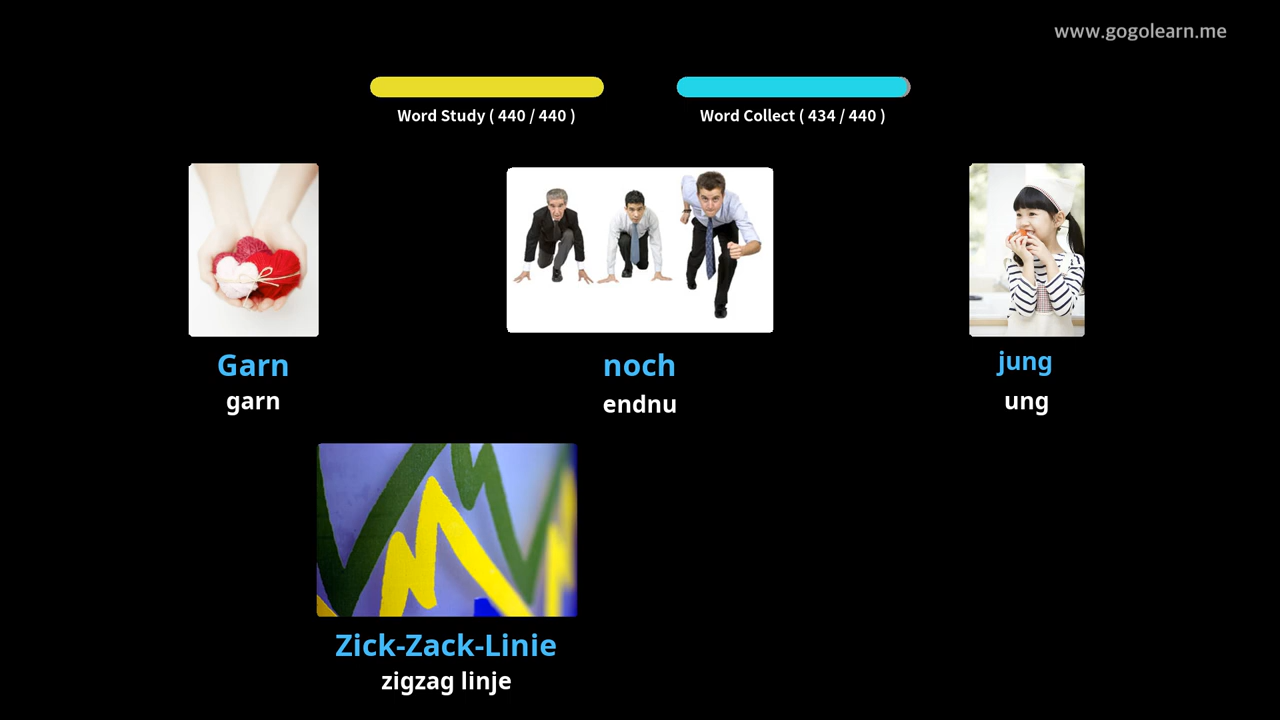 www.gogolearn.me
Word Study ( 440 / 440 )
Word Collect ( 434 / 440 )
Garn
garn
noch
endnu
jung
ung
Zick-Zack-Linie
zigzag linje